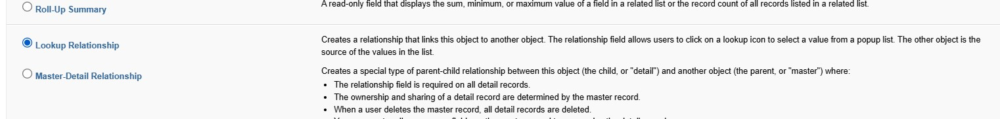 Roll-Up Summary
A read-only field that displays the sum, minimum, or maximum value of a field in a related list or the record count of all records listed in a related list.
Lookup Relationship
Creates a relationship that links this object to another object. The relationship field allows users to click on a lookup icon to select a value from a popup list. The other object is the
source of the values in the list.
Master-Detail Relationship
Creates a special type of parent-child relationship between this object (the child, or "detail") and another object (the parent, or "master") where:
• The relationship field is required on all detail records.
• The ownership and sharing of a detail record are determined by the master record.
• When a user deletes the master record, all detail records are deleted.